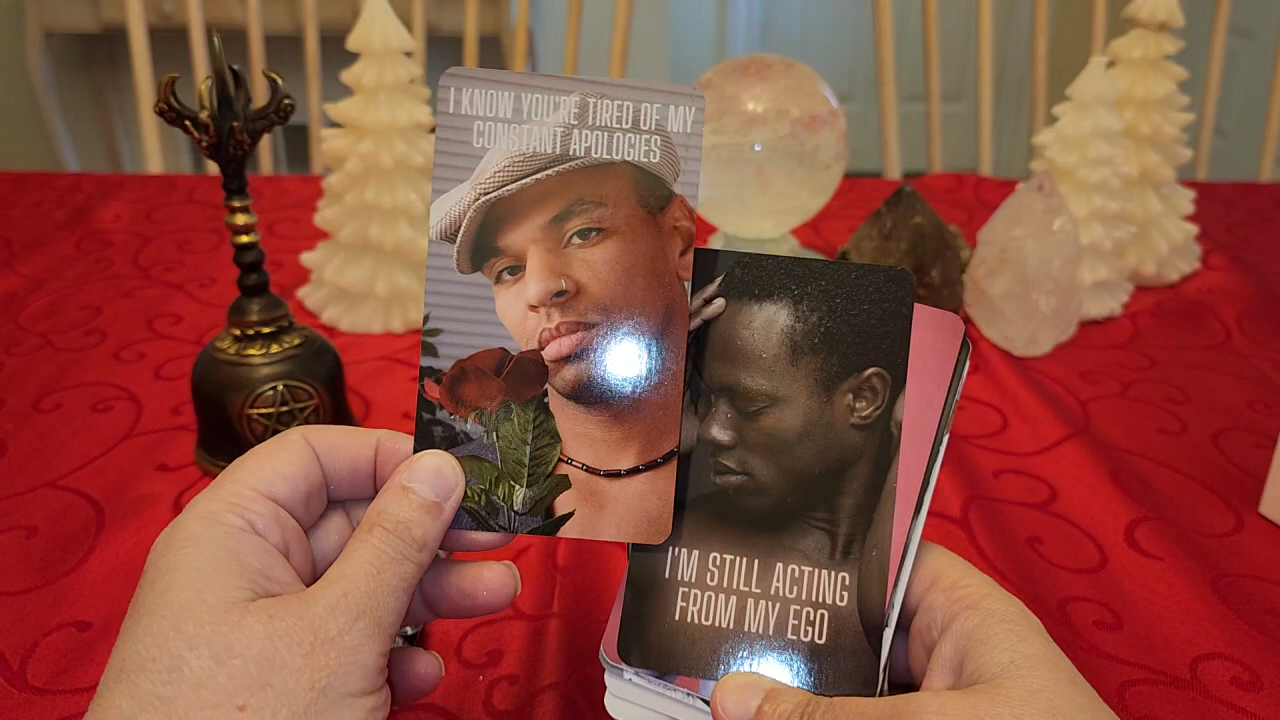 I KNOW YOU'RE TIRED OF MY
CONSTANT APOLOGIES
I'M STILL ACTING
FROM MY EGO